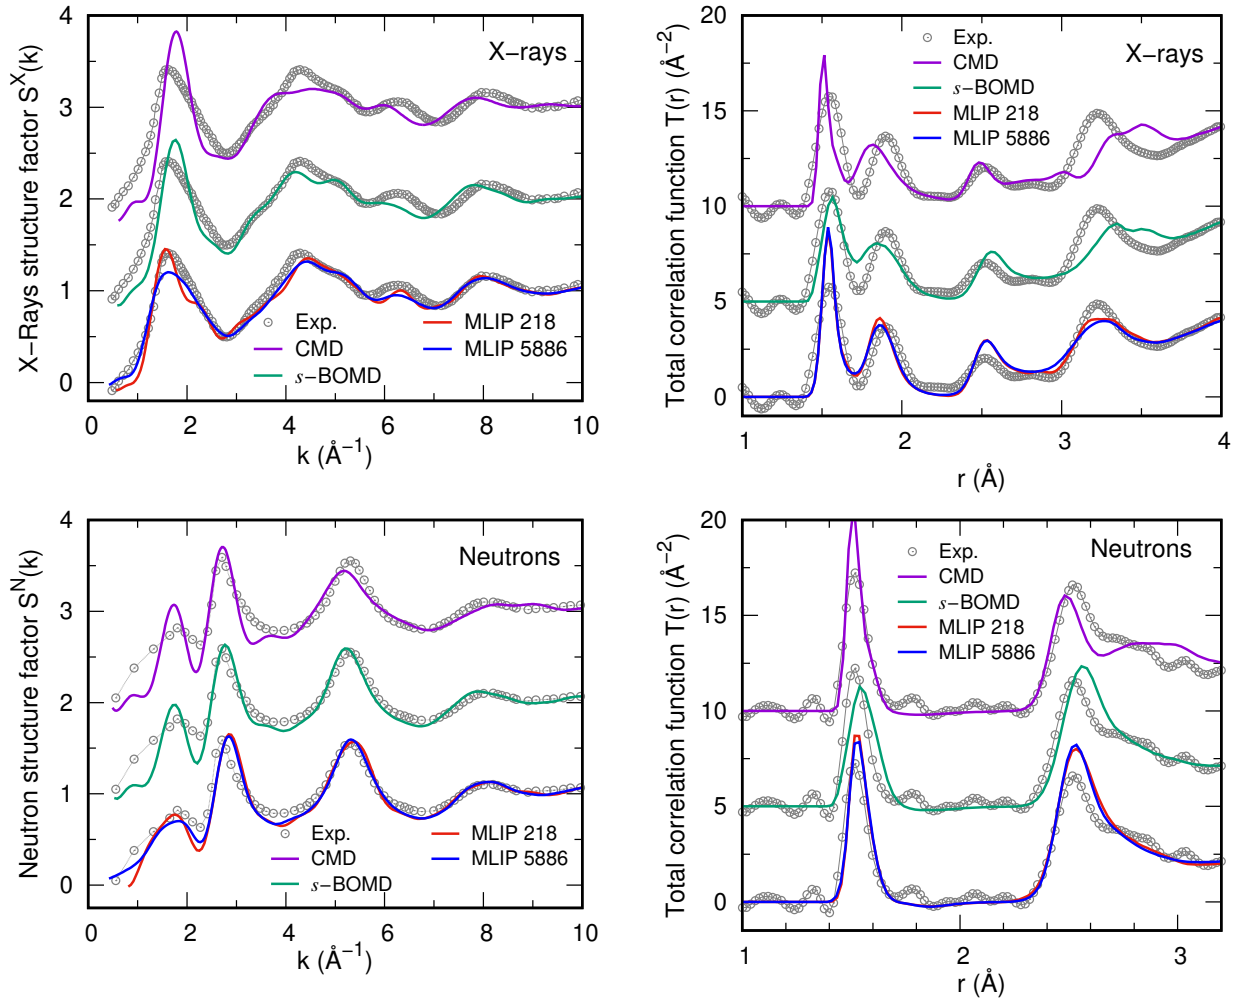 X−Rays structure factor S^X(k)
4
3
2
1
0
X−rays
Exp.
CMD
s−BOMD
MLIP 218
MLIP 5886
0 2 4 6 8 10
k (Å⁻¹)
Total correlation function T(r) (Å⁻²)
20
15
10
5
0
Exp.
CMD
s−BOMD
MLIP 218
MLIP 5886
X−rays
1 2 3 4
r (Å)
Neutron structure factor S^N(k)
4
3
2
1
0
Neutrons
Exp.
CMD
s−BOMD
MLIP 218
MLIP 5886
0 2 4 6 8 10
k (Å⁻¹)
Total correlation function T(r) (Å⁻²)
20
15
10
5
0
Exp.
CMD
s−BOMD
MLIP 218
MLIP 5886
Neutrons
1 2 3
r (Å)